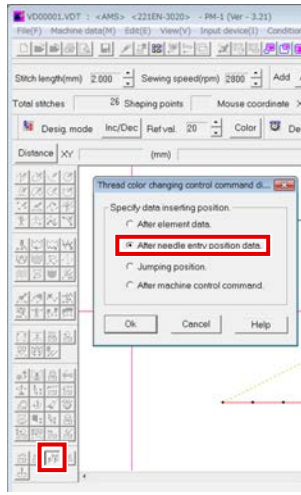 VD00001.VDT : <AMS> <221EN-3020> - PM-1 (Ver - 3.21)
File(F) Machine data(M) Edit(E) View(V) Input device(I) Condition
Stitch length(mm) 2.000 Sewing speed(rpm) 2800 Add
Total stitches 26 Shaping points Mouse coordinate X
Desig. mode Inc/Dec Ref val. 20 Color De
Distance XY (mm)
Thread color changing control command di...
Specify data inserting position.
After element data.
After needle entry position data.
Jumping position.
After machine control command.
Ok Cancel Help